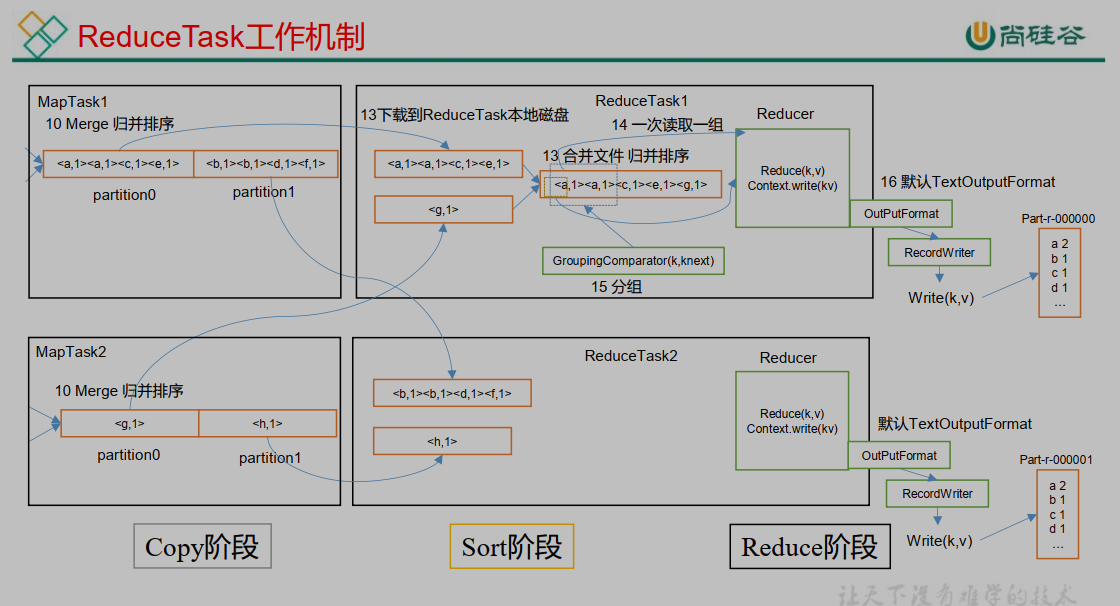 ReduceTask工作机制
尚硅谷
MapTask1
10 Merge 归并排序
<a,1><a,1><c,1><e,1>
<b,1><b,1><d,1><f,1>
partition0
partition1
ReduceTask1
13下载到ReduceTask本地磁盘
14 一次读取一组
<a,1><a,1><c,1><e,1>
<g,1>
13 合并文件 归并排序
<a,1><a,1><c,1><e,1><g,1>
GroupingComparator(k,knext)
15 分组
Reducer
Reduce(k,v)
Context.write(kv)
16 默认TextOutputFormat
OutPutFormat
RecordWriter
Write(k,v)
Part-r-000000
a 2
b 1
c 1
d 1
...
MapTask2
10 Merge 归并排序
<g,1>
<h,1>
partition0
partition1
ReduceTask2
<b,1><b,1><d,1><f,1>
<h,1>
Reducer
Reduce(k,v)
Context.write(kv)
默认TextOutputFormat
OutPutFormat
RecordWriter
Write(k,v)
Part-r-000001
a 2
b 1
c 1
d 1
...
Copy阶段
Sort阶段
Reduce阶段
让天下没有难学的技术